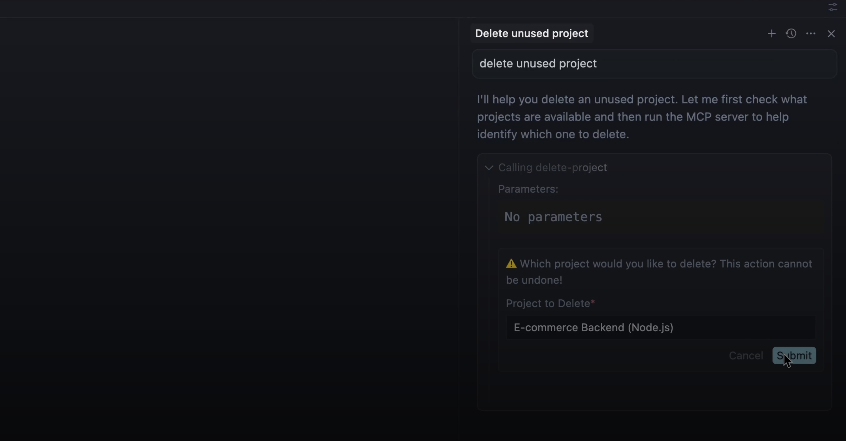 Delete unused project
delete unused project
I'll help you delete an unused project. Let me first check what
projects are available and then run the MCP server to help
identify which one to delete.
Calling delete-project
Parameters:
No parameters
⚠ Which project would you like to delete? This action cannot
be undone!
Project to Delete*
E-commerce Backend (Node.js)
Cancel Submit